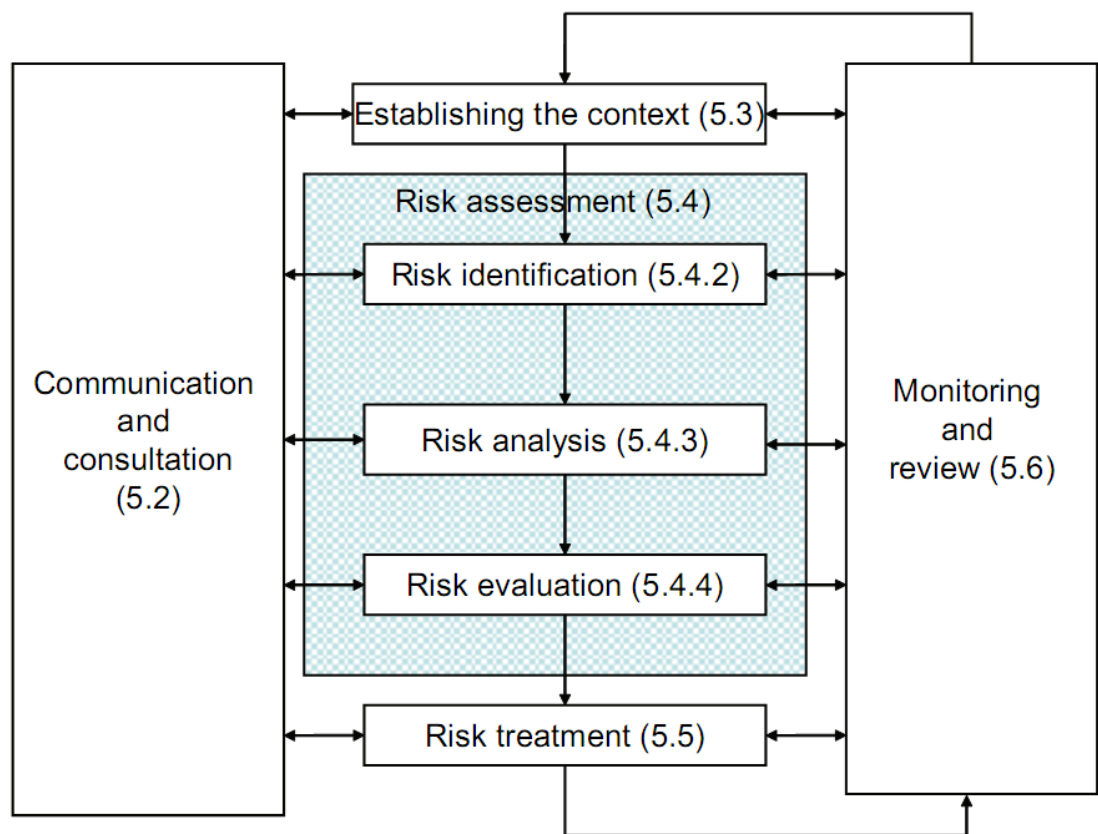 Establishing the context (5.3)
Risk assessment (5.4)
Risk identification (5.4.2)
Communication
and
consultation
(5.2)
Risk analysis (5.4.3)
Monitoring
and
review (5.6)
Risk evaluation (5.4.4)
Risk treatment (5.5)